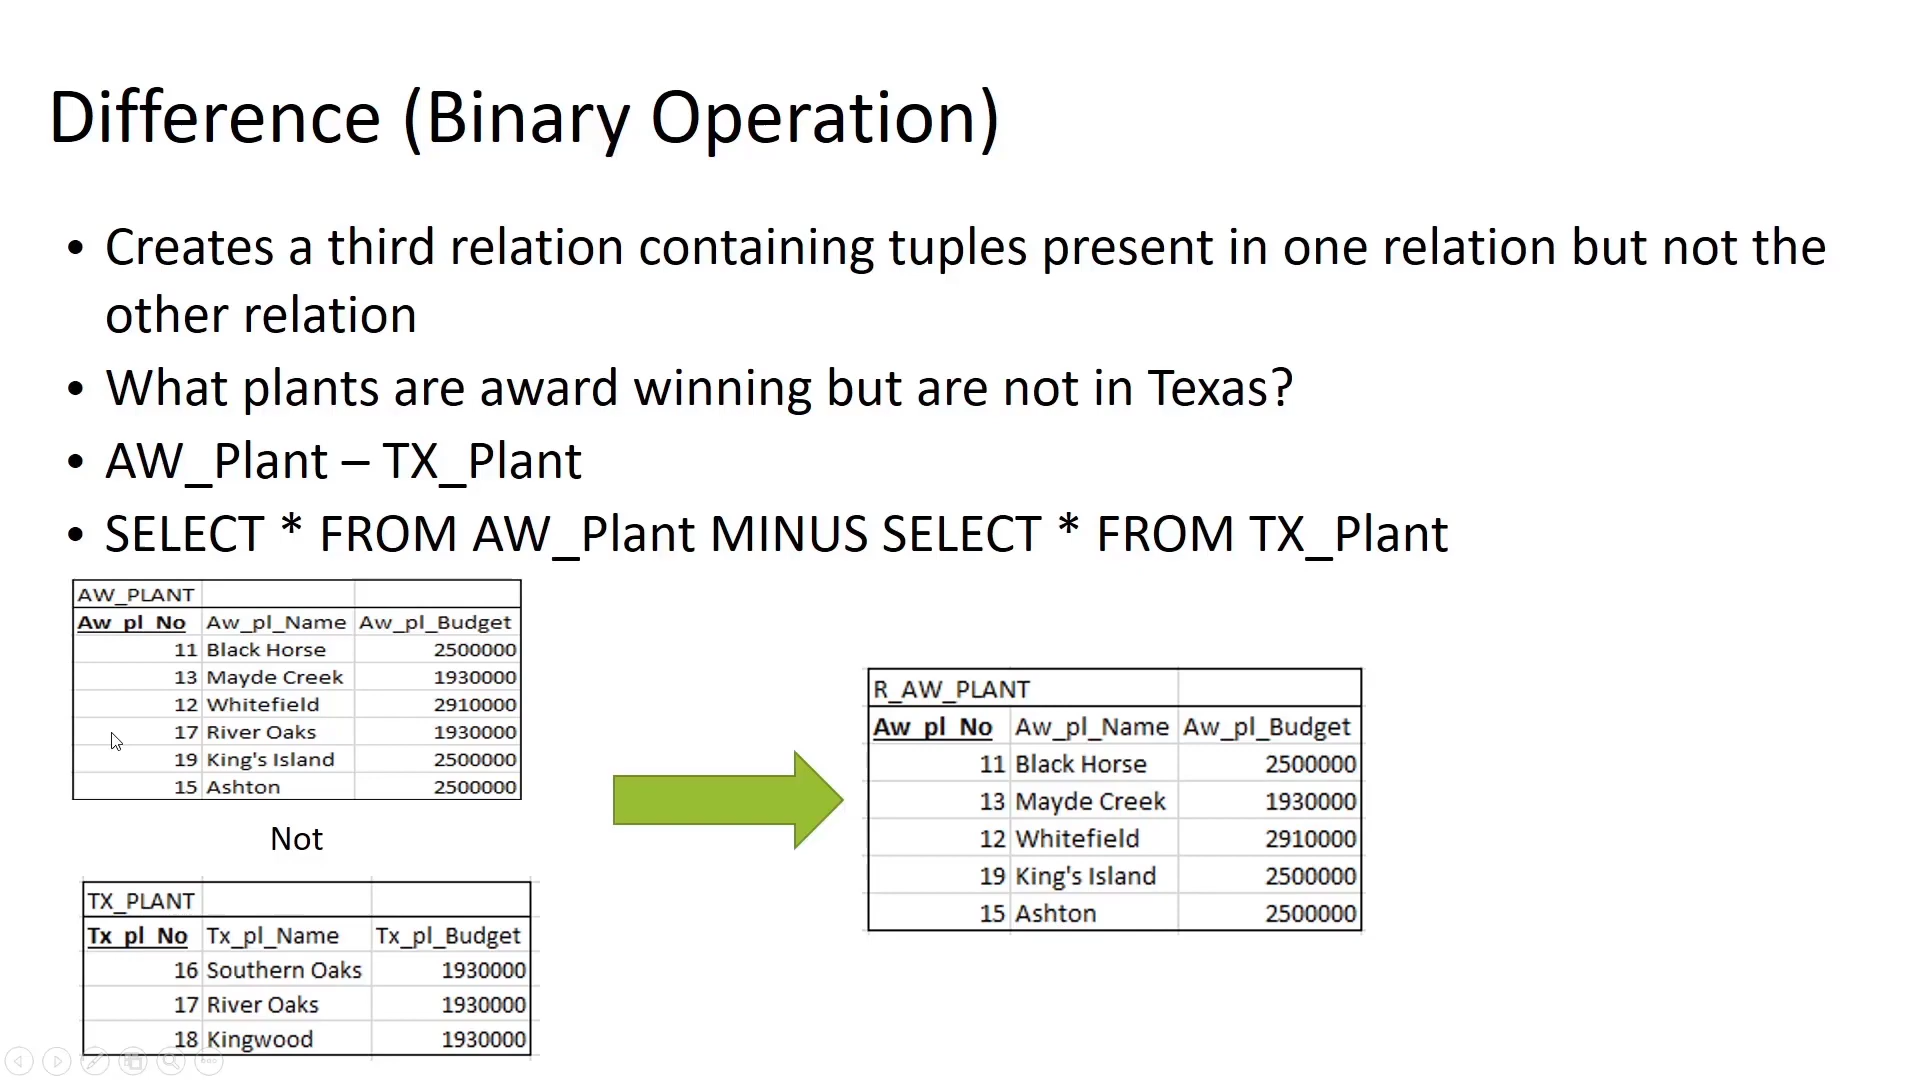 Difference (Binary Operation)
• Creates a third relation containing tuples present in one relation but not the
other relation
• What plants are award winning but are not in Texas?
• AW_Plant – TX_Plant
• SELECT * FROM AW_Plant MINUS SELECT * FROM TX_Plant
AW_PLANT
Aw_pl_No Aw_pl_Name Aw_pl_Budget
11 Black Horse 2500000
13 Mayde Creek 1930000
12 Whitefield 2910000
17 River Oaks 1930000
19 King's Island 2500000
15 Ashton 2500000
Not
TX_PLANT
Tx_pl_No Tx_pl_Name Tx_pl_Budget
16 Southern Oaks 1930000
17 River Oaks 1930000
18 Kingwood 1930000
R_AW_PLANT
Aw_pl_No Aw_pl_Name Aw_pl_Budget
11 Black Horse 2500000
13 Mayde Creek 1930000
12 Whitefield 2910000
19 King's Island 2500000
15 Ashton 2500000